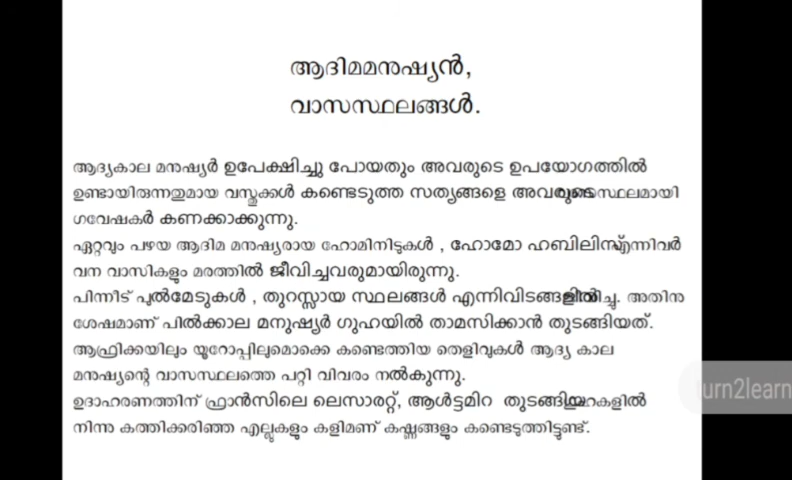 ആദിമമനുഷ്യൻ,
വാസസ്ഥലങ്ങൾ.
ആദ്യകാല മനുഷ്യർ ഉപേക്ഷിച്ചു പോയതും അവരുടെ ഉപയോഗത്തിൽ
ഉണ്ടായിരുന്നതുമായ വസ്തുക്കൾ കണ്ടെടുത്ത സത്യങ്ങളെ
ഗവേഷകർ കണക്കാക്കുന്നു.
ഏറ്റവും പഴയ ആദിമ മനുഷ്യരായ ഹോമിനിടുകൾ , ഹോമോ ഹബിലിസ് എന്നിവർ
വന വാസികളും മരത്തിൽ ജീവിച്ചവരുമായിരുന്നു.
പിന്നീട് പുൽമേടുകൾ , തുറസ്സായ സ്ഥലങ്ങൾ അതിനു
ശേഷമാണ് പിൽക്കാല മനുഷ്യർ ഗുഹയിൽ താമസിക്കാൻ തുടങ്ങിയത്.
ആഫ്രിക്കയിലും യൂറോപ്പിലുമൊക്കെ കണ്ടെത്തിയ തെളിവുകൾ ആദ്യ കാല
മനുഷ്യന്റെ വാസസ്ഥലത്തെ പറ്റി വിവരം നൽകുന്നു.
ഉദാഹരണത്തിന് ഫ്രാൻസിലെ ലെസാരറ്റ്, ആൾട്ടമിറ
നിന്നു കത്തിക്കരിഞ്ഞ എല്ലുകളും കളിമണ് കഷ്ണങ്ങളും കണ്ടെടുത്തിട്ടുണ്ട്.
turn2learn